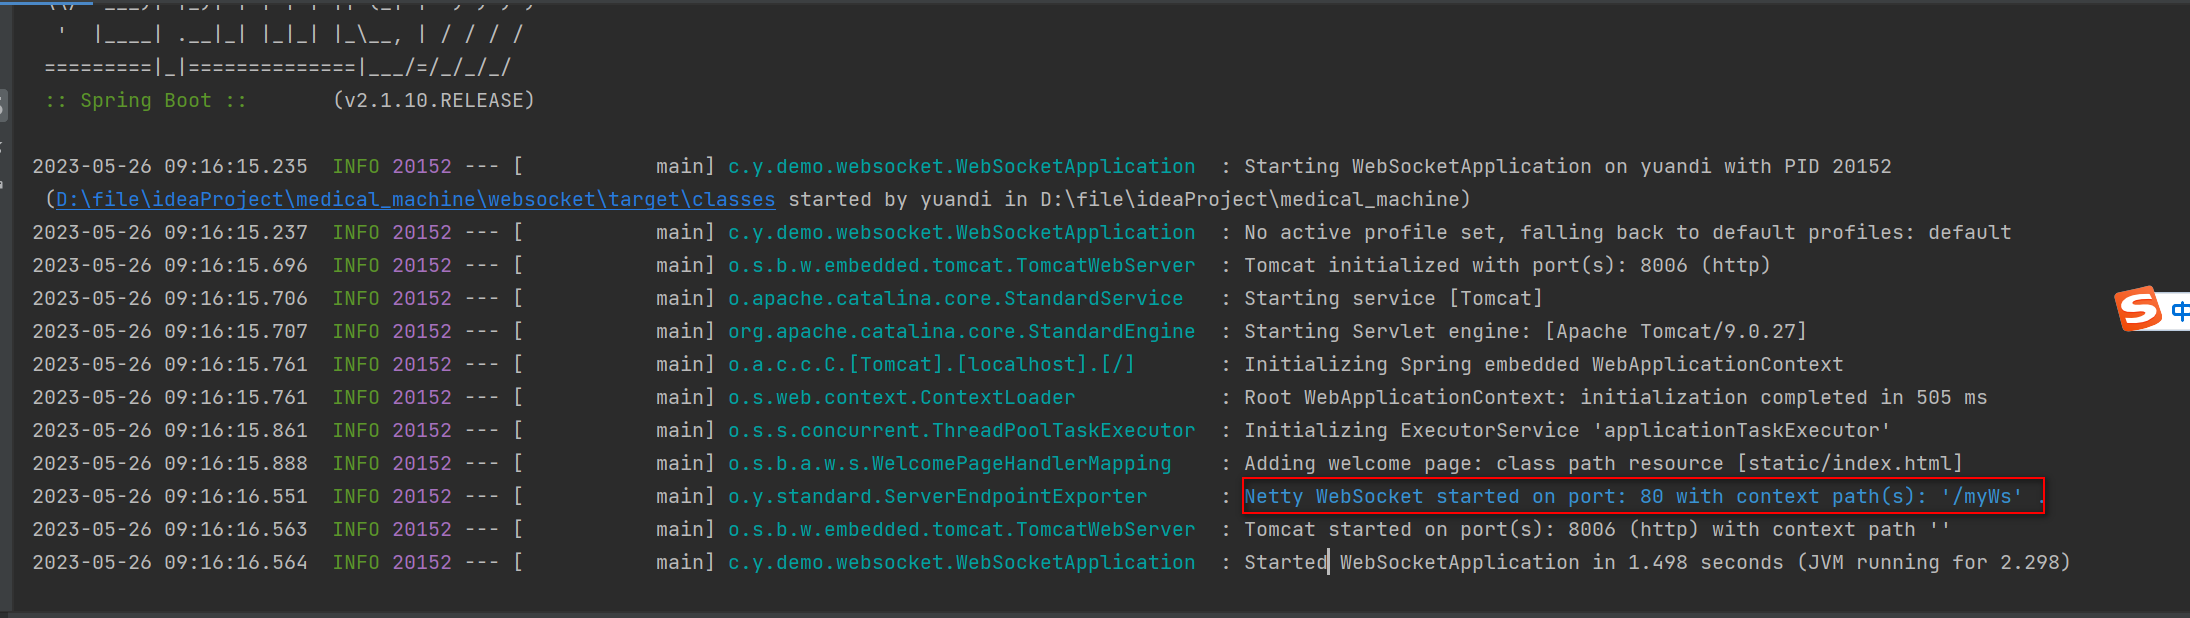 '  |____| .__|_| |_|_| |_\__, | / / / /
=========|_|==============|___/=/_/_/_/
:: Spring Boot ::       (v2.1.10.RELEASE)
2023-05-26 09:16:15.235  INFO 20152 --- [           main] c.y.demo.websocket.WebSocketApplication  : Starting WebSocketApplication on yuandi with PID 20152
(D:\file\ideaProject\medical_machine\websocket\target\classes started by yuandi in D:\file\ideaProject\medical_machine)
2023-05-26 09:16:15.237  INFO 20152 --- [           main] c.y.demo.websocket.WebSocketApplication  : No active profile set, falling back to default profiles: default
2023-05-26 09:16:15.696  INFO 20152 --- [           main] o.s.b.w.embedded.tomcat.TomcatWebServer  : Tomcat initialized with port(s): 8006 (http)
2023-05-26 09:16:15.706  INFO 20152 --- [           main] o.apache.catalina.core.StandardService   : Starting service [Tomcat]
2023-05-26 09:16:15.707  INFO 20152 --- [           main] org.apache.catalina.core.StandardEngine  : Starting Servlet engine: [Apache Tomcat/9.0.27]
2023-05-26 09:16:15.761  INFO 20152 --- [           main] o.a.c.c.C.[Tomcat].[localhost].[/]       : Initializing Spring embedded WebApplicationContext
2023-05-26 09:16:15.761  INFO 20152 --- [           main] o.s.web.context.ContextLoader            : Root WebApplicationContext: initialization completed in 505 ms
2023-05-26 09:16:15.861  INFO 20152 --- [           main] o.s.s.concurrent.ThreadPoolTaskExecutor  : Initializing ExecutorService 'applicationTaskExecutor'
2023-05-26 09:16:15.888  INFO 20152 --- [           main] o.s.b.a.w.s.WelcomePageHandlerMapping    : Adding welcome page: class path resource [static/index.html]
2023-05-26 09:16:16.551  INFO 20152 --- [           main] o.y.standard.ServerEndpointExporter      : Netty WebSocket started on port: 80 with context path(s): '/myWs' .
2023-05-26 09:16:16.563  INFO 20152 --- [           main] o.s.b.w.embedded.tomcat.TomcatWebServer  : Tomcat started on port(s): 8006 (http) with context path ''
2023-05-26 09:16:16.564  INFO 20152 --- [           main] c.y.demo.websocket.WebSocketApplication  : Started WebSocketApplication in 1.498 seconds (JVM running for 2.298)
S 中